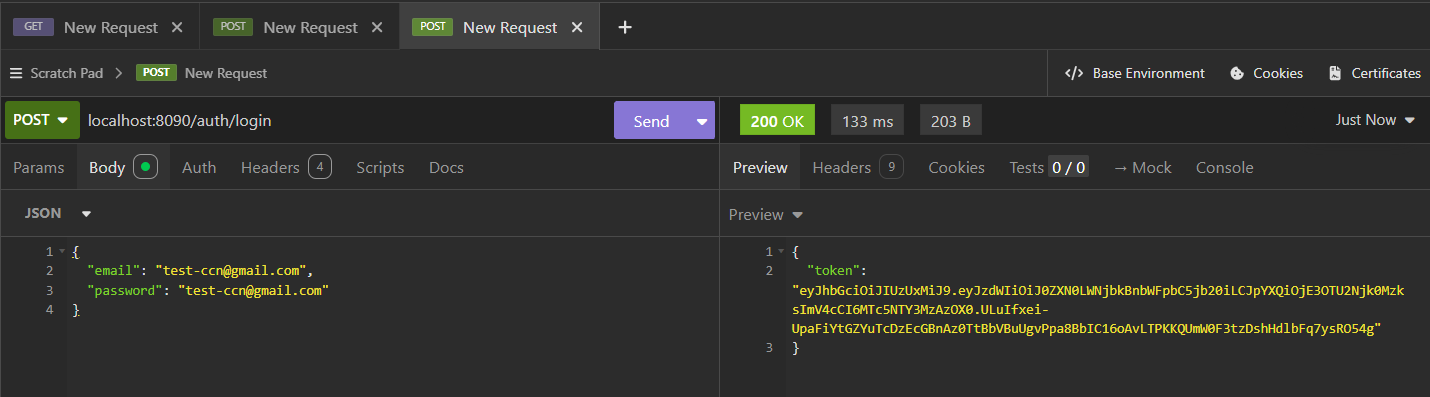 GET New Request POST New Request POST New Request
Scratch Pad POST New Request Base Environment Cookies Certificates
POST localhost:8090/auth/login Send 200 OK 133 ms 203 B Just Now
Params Body Auth Headers 4 Scripts Docs Preview Headers 9 Cookies Tests 0 / 0 → Mock Console
JSON
Preview
1 {
2 "email": "test-ccn@gmail.com",
3 "password": "test-ccn@gmail.com"
4 }
1 {
2 "token":
"eyJhbGciOiJIUzUxMiJ9.eyJzdWIiOiJ0ZXN0LWNjbkBnbWFpbC5jb20iLCJpYXQiOjE3OTU2Njk0Mzk
sImV4cCI6MTc5NTY3MzAzOX0.ULuIfxei-
UpaFiYtGZYuTcDzEcGBnAz0TtBbVBuUgvPpa8BbIC16oAvLTPKKQUmW0F3tzDshHdlbFq7ysRO54g"
3 }